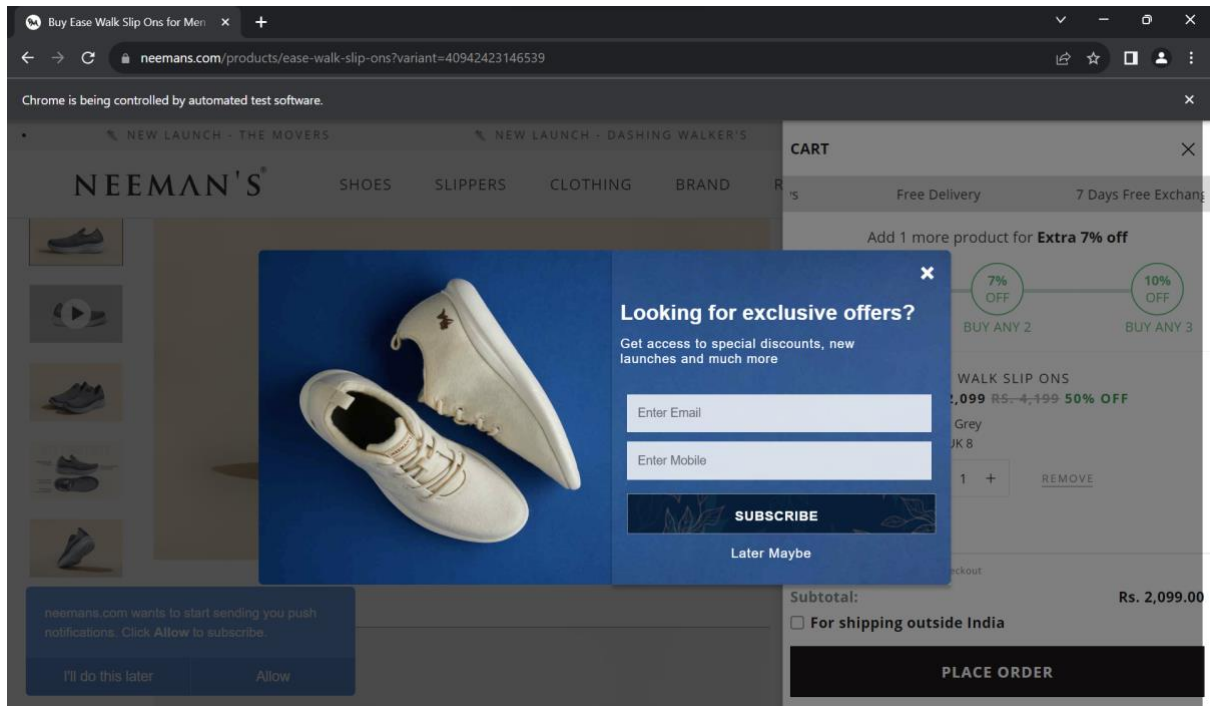 Buy Ease Walk Slip Ons for Men
neemans.com/products/ease-walk-slip-ons?variant=40942423146539
Chrome is being controlled by automated test software.
NEW LAUNCH - THE MOVERS
NEW LAUNCH - DASHING WALKER'S
NEEMAN'S
SHOES SLIPPERS CLOTHING BRAND
CART
Free Delivery
7 Days Free Exchang
Add 1 more product for Extra 7% off
7%
OFF
BUY ANY 2
10%
OFF
BUY ANY 3
WALK SLIP ONS
2,099 RS. 4,199 50% OFF
Grey
UK 8
1 +
REMOVE
Looking for exclusive offers?
Get access to special discounts, new
launches and much more
Enter Email
Enter Mobile
SUBSCRIBE
Later Maybe
Subtotal: Rs. 2,099.00
For shipping outside India
PLACE ORDER
neemans.com wants to start sending you push
notifications. Click Allow to subscribe.
I'll do this later
Allow